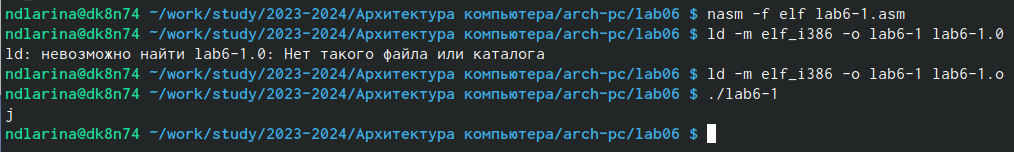 ndlarina@dk8n74 ~/work/study/2023-2024/Архитектура компьютера/arch-pc/lab06 $ nasm -f elf lab6-1.asm
ndlarina@dk8n74 ~/work/study/2023-2024/Архитектура компьютера/arch-pc/lab06 $ ld -m elf_i386 -o lab6-1 lab6-1.0
ld: невозможно найти lab6-1.0: Нет такого файла или каталога
ndlarina@dk8n74 ~/work/study/2023-2024/Архитектура компьютера/arch-pc/lab06 $ ld -m elf_i386 -o lab6-1 lab6-1.o
ndlarina@dk8n74 ~/work/study/2023-2024/Архитектура компьютера/arch-pc/lab06 $ ./lab6-1
j
ndlarina@dk8n74 ~/work/study/2023-2024/Архитектура компьютера/arch-pc/lab06 $